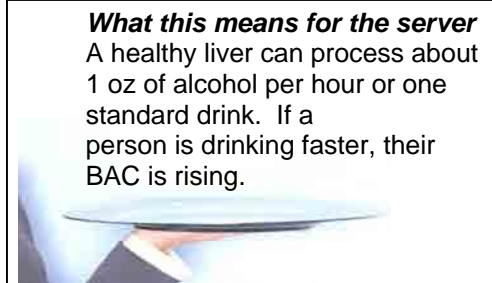 What this means for the server
A healthy liver can process about
1 oz of alcohol per hour or one
standard drink.  If a
person is drinking faster, their
BAC is rising.